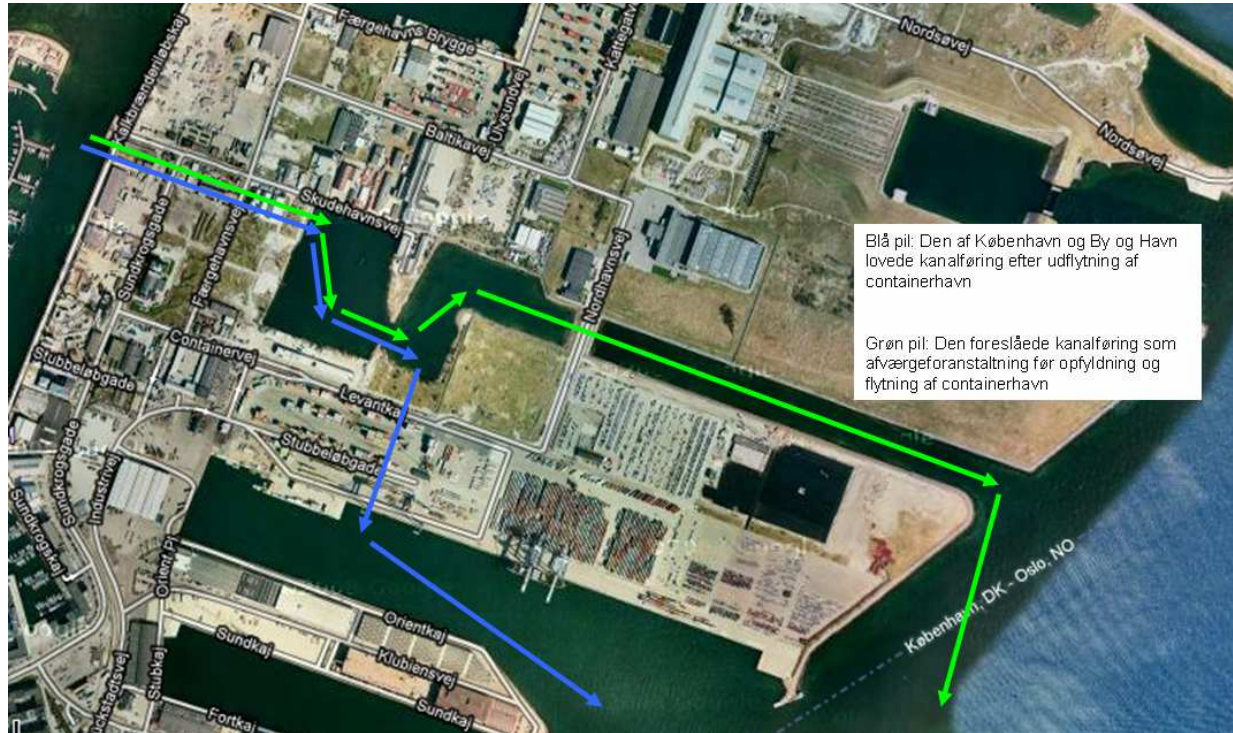 Færgehavns Brygge
Kattegatvej
Nordsøvej
Kalkbrænderiløbskaj
Ulvsundvej
Baltikavej
Nordsøvej
Skudehavnsvej
Sundkrogsgade
Færgehavnsvej
Nordhavnsvej
Blå pil: Den af København og By og Havn
lovede kanalføring efter udflytning af
containerhavn
Grøn pil: Den foreslåede kanalføring som
afværgeforanstaltning før opfyldning og
flytning af containerhavn
Containervej
Stubbeløbgade
Levantkaj
Stubbeløbgade
Sundkrogsgade
Industrivej
Sundkrogskaj
Orient Pl
København, DK - Oslo, NO
Orientkaj
Sundkaj
Klubiensvej
Stubkaj
Sundkaj
Fortkaj